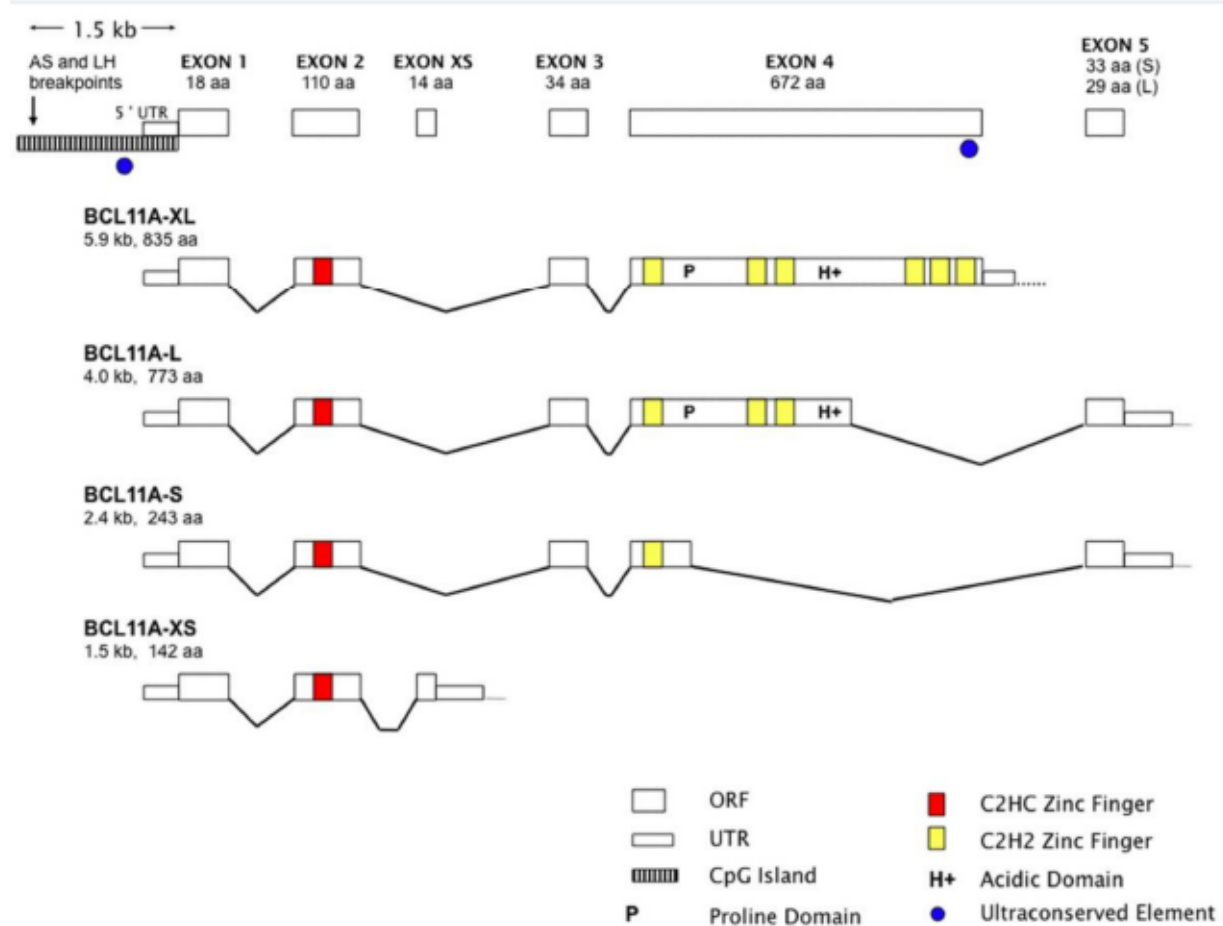 1.5 kb
AS and LH
breakpoints
5 ' UTR
EXON 1
18 aa
EXON 2
110 aa
EXON XS
14 aa
EXON 3
34 aa
EXON 4
672 aa
EXON 5
33 aa (S)
29 aa (L)
BCL11A-XL
5.9 kb, 835 aa
P
H+
BCL11A-L
4.0 kb, 773 aa
P
H+
BCL11A-S
2.4 kb, 243 aa
BCL11A-XS
1.5 kb, 142 aa
ORF
UTR
CpG Island
P Proline Domain
C2HC Zinc Finger
C2H2 Zinc Finger
H+ Acidic Domain
Ultraconserved Element